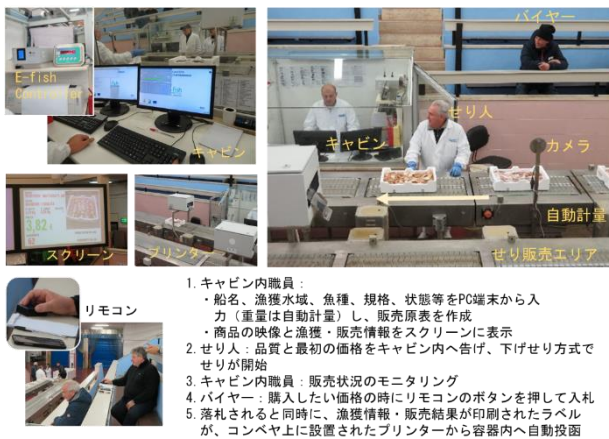 E-fish
Controller
キャビン
バイヤー
せり人
キャビン
カメラ
自動計量
せり販売エリア
3.82
スクリーン
プリンター
リモコン
1. キャビン内職員：
・船名、漁獲水域、魚種、規格、状態等をPC端末から入
力（重量は自動計量）し、販売原表を作成
・商品の映像と漁獲・販売情報をスクリーンに表示
2. せり人：品質と最初の価格をキャビン内へ告げ、下げせり方式で
せりが開始
3. キャビン内職員：販売状況のモニタリング
4. バイヤー：購入したい価格の時にリモコンのボタンを押して入札
5. 落札されると同時に、漁獲情報・販売結果が印刷されたラベル
が、コンベヤ上に設置されたプリンターから容器内へ自動投函